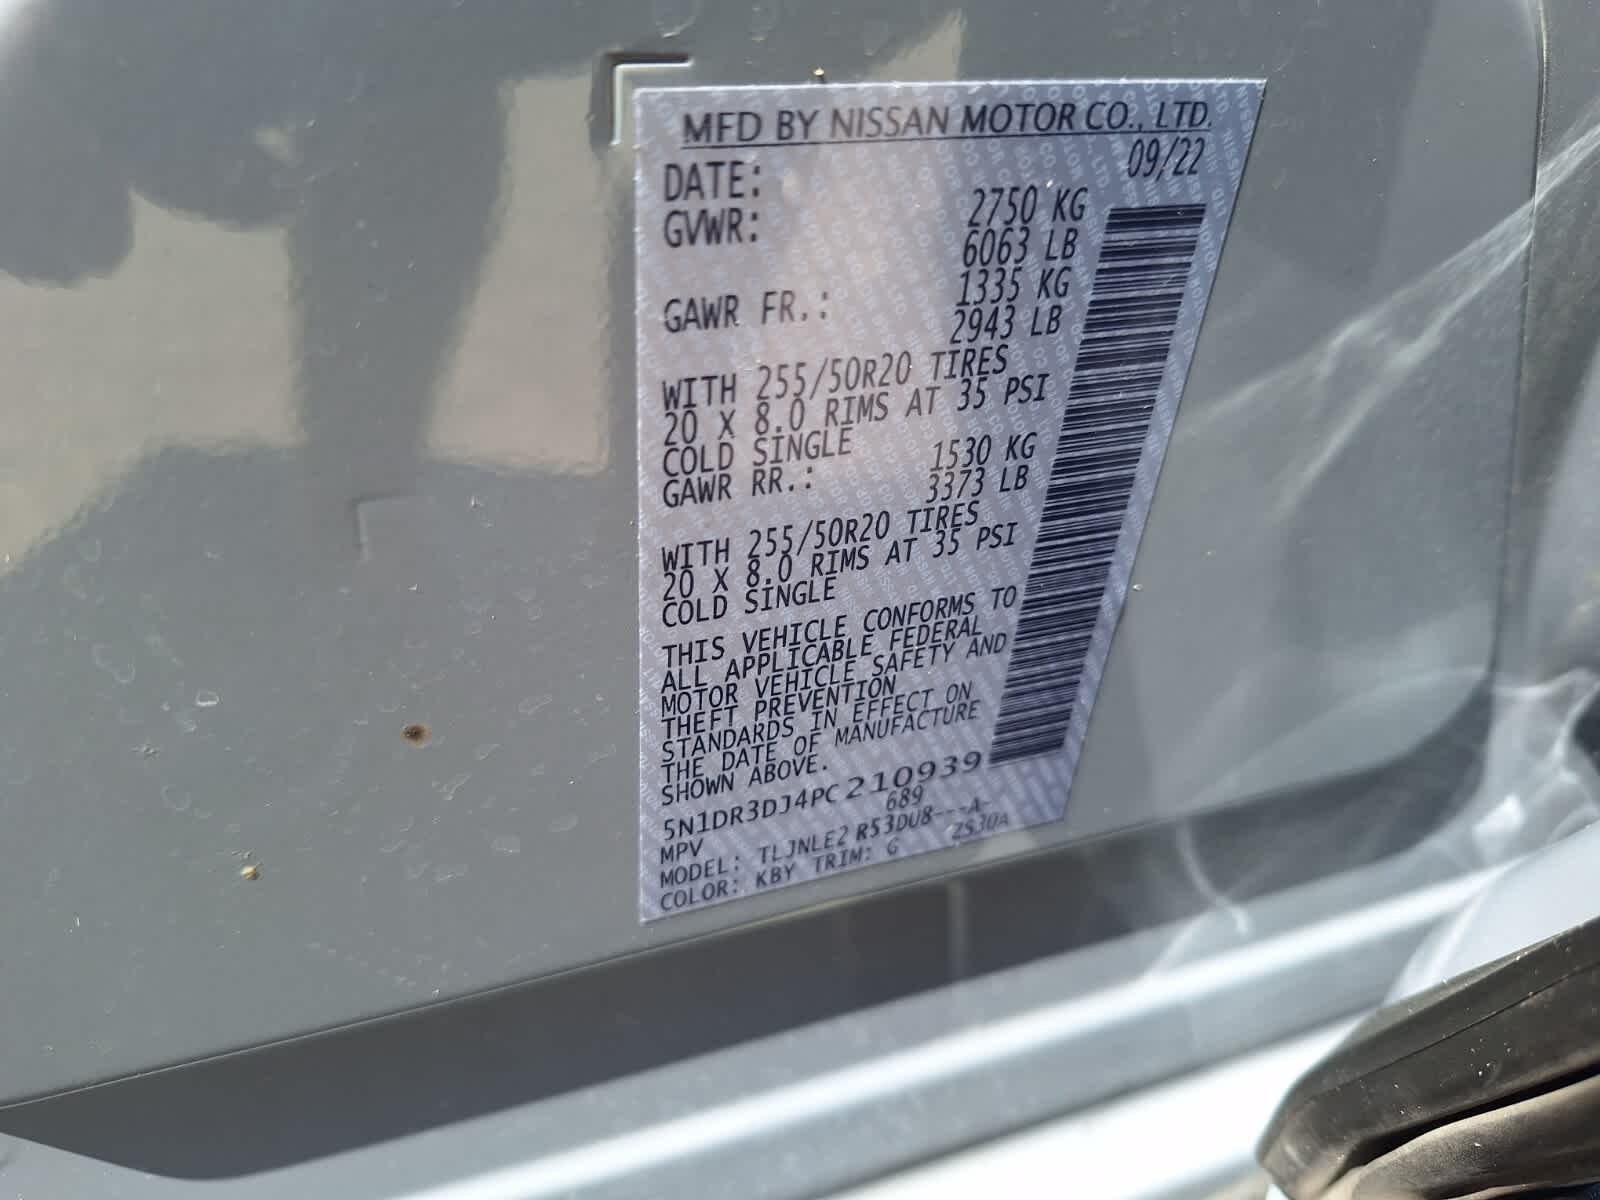 MFD BY NISSAN MOTOR CO., LTD.
DATE: 09/22
GVWR: 2750 KG
6063 LB
GAWR FR.: 1335 KG
2943 LB
WITH 255/50R20 TIRES
20 X 8.0 RIMS AT 35 PSI
COLD SINGLE
GAWR RR.: 1530 KG
3373 LB
WITH 255/50R20 TIRES
20 X 8.0 RIMS AT 35 PSI
COLD SINGLE
THIS VEHICLE CONFORMS TO
ALL APPLICABLE FEDERAL
MOTOR VEHICLE SAFETY AND
THEFT PREVENTION
STANDARDS IN EFFECT ON
THE DATE OF MANUFACTURE
SHOWN ABOVE.
5N1DR3DJ4PC210939
MPV 689
MODEL: TLJNLE2 R53DU8---A-
COLOR: KBY TRIM: G ZS30A